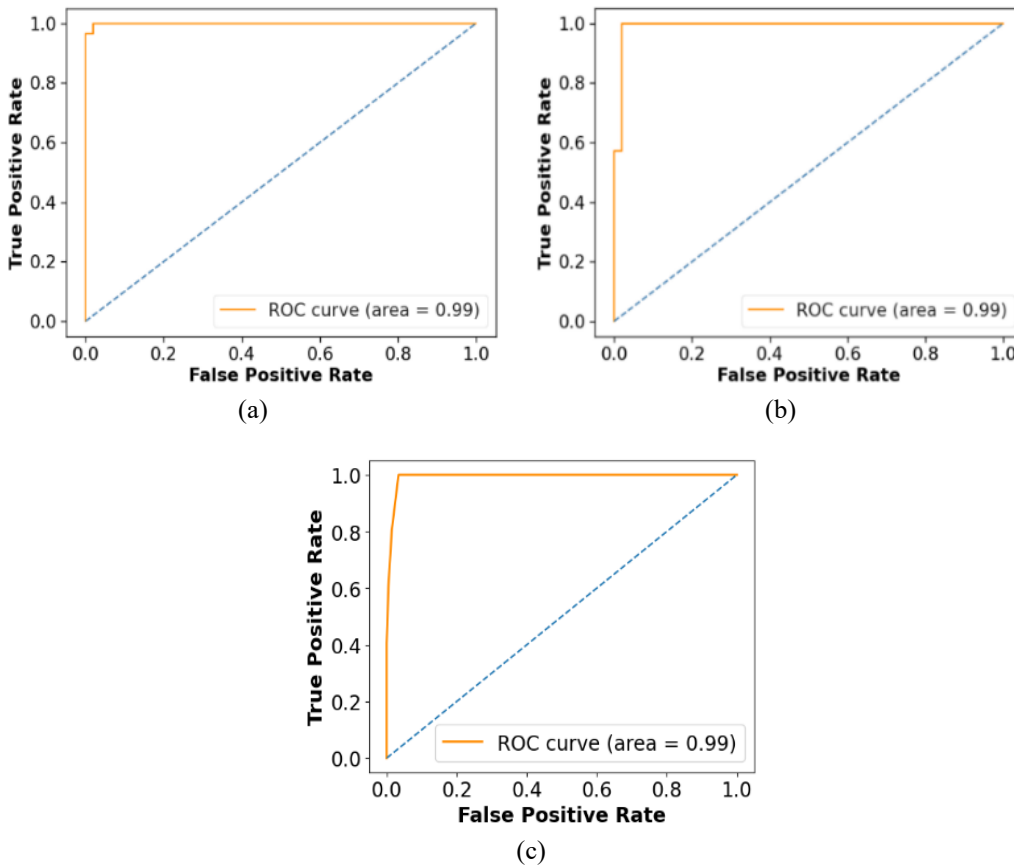 1.0
0.8
0.6
0.4
0.2
0.0
True Positive Rate
ROC curve (area = 0.99)
0.0 0.2 0.4 0.6 0.8 1.0
False Positive Rate
(a)
1.0
0.8
0.6
0.4
0.2
0.0
True Positive Rate
ROC curve (area = 0.99)
0.0 0.2 0.4 0.6 0.8 1.0
False Positive Rate
(b)
1.0
0.8
0.6
0.4
0.2
0.0
True Positive Rate
ROC curve (area = 0.99)
0.0 0.2 0.4 0.6 0.8 1.0
False Positive Rate
(c)